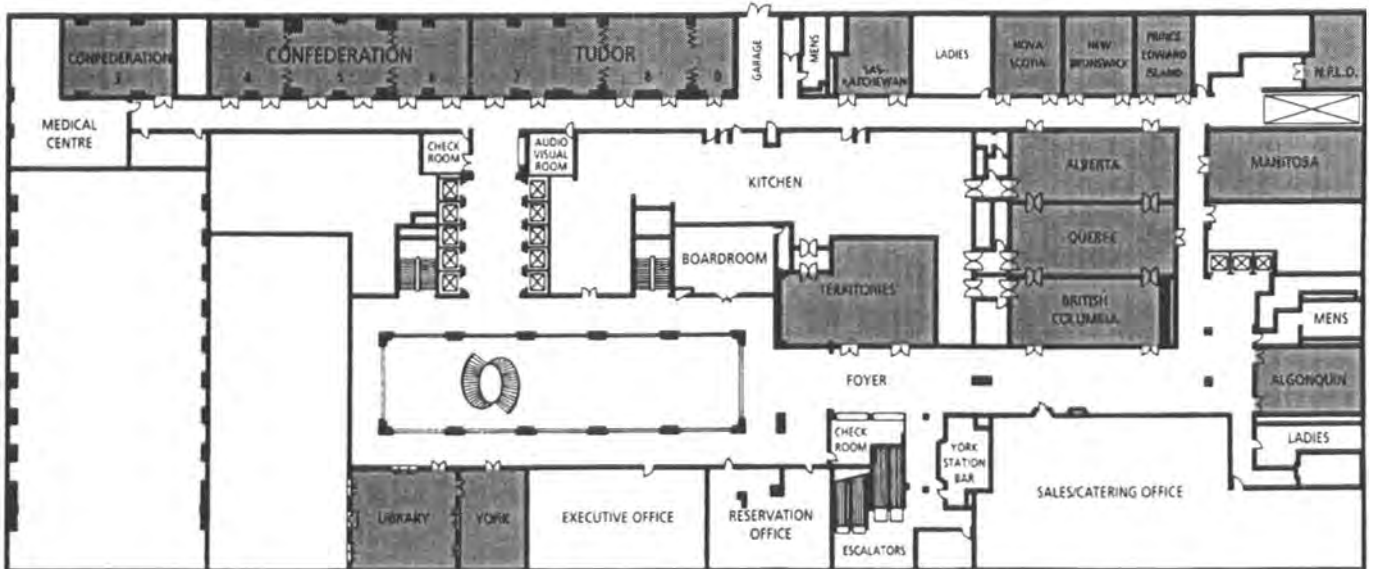 CONFEDERATION
3
CONFEDERATION
4 5 6
TUDOR
7 8 9
GARAGE
MENS
SAS-
KATCHEWAN
LADIES
NOVA
SCOTIA
NEW
BRUNSWICK
PRINCE
EDWARD
ISLAND
N.F.L.D.
MEDICAL
CENTRE
CHECK
ROOM
AUDIO
VISUAL
ROOM
KITCHEN
ALBERTA
MANITOBA
QUEBEC
BOARDROOM
TERRITORIES
BRITISH
COLUMBIA
MENS
FOYER
ALGONQUIN
CHECK
ROOM
YORK
STATION
BAR
LADIES
LIBRARY
YORK
EXECUTIVE OFFICE
RESERVATION
OFFICE
ESCALATORS
SALES/CATERING OFFICE